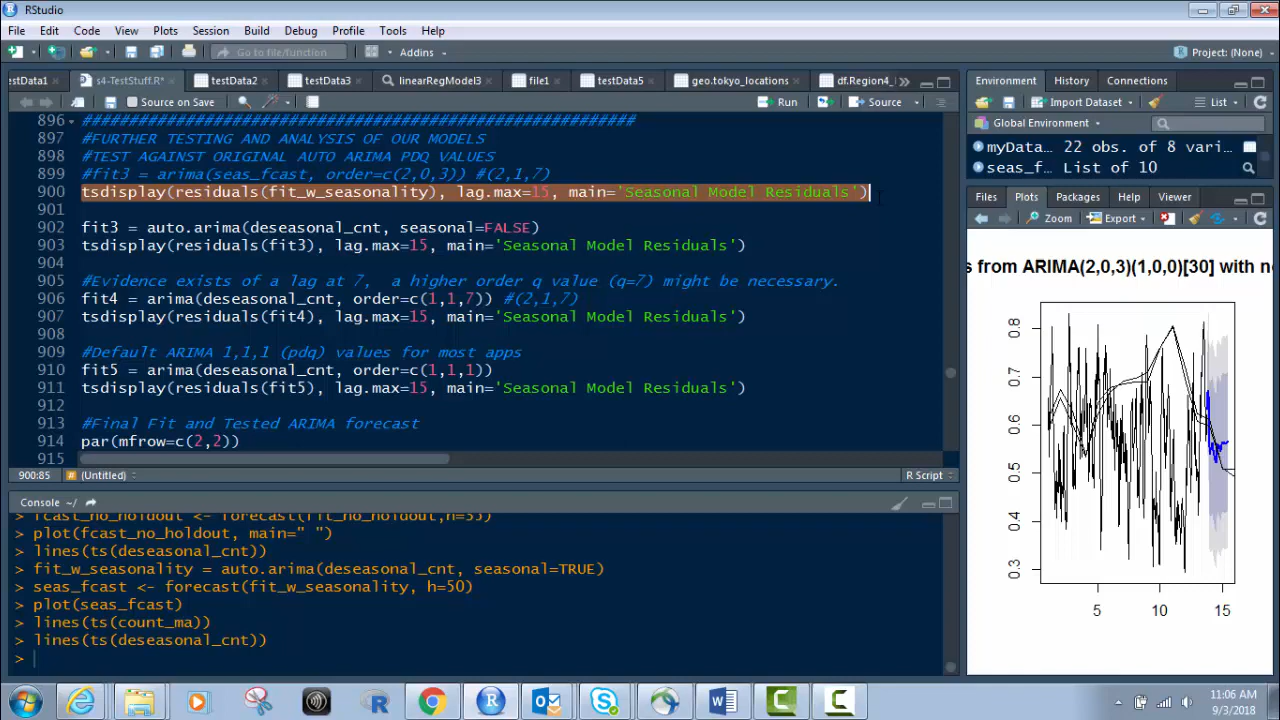 RStudio
File Edit Code View Plots Session Build Debug Profile Tools Help
Go to file/function Addins Project: (None)
stData1 s4-TestStuff.R* testData2 testData3 linearRegModel3 file1 testData5 geo.tokyo_locations df.Region4_
Source on Save Run Source
896 ##############################################################
897 #FURTHER TESTING AND ANALYSIS OF OUR MODELS
898 #TEST AGAINST ORIGINAL AUTO ARIMA PDQ VALUES
899 #fit3 = arima(seas_fcast, order=c(2,0,3)) #(2,1,7)
900 tsdisplay(residuals(fit_w_seasonality), lag.max=15, main='Seasonal Model Residuals')
901
902 fit3 = auto.arima(deseasonal_cnt, seasonal=FALSE)
903 tsdisplay(residuals(fit3), lag.max=15, main='Seasonal Model Residuals')
904
905 #Evidence exists of a lag at 7, a higher order q value (q=7) might be necessary.
906 fit4 = arima(deseasonal_cnt, order=c(1,1,7)) #(2,1,7)
907 tsdisplay(residuals(fit4), lag.max=15, main='Seasonal Model Residuals')
908
909 #Default ARIMA 1,1,1 (pdq) values for most apps
910 fit5 = arima(deseasonal_cnt, order=c(1,1,1))
911 tsdisplay(residuals(fit5), lag.max=15, main='Seasonal Model Residuals')
912
913 #Final Fit and Tested ARIMA forecast
914 par(mfrow=c(2,2))
915
900:85 # (Untitled) R Script
Console ~/
> fcast_no_holdout <- forecast(fit_no_holdout,h=35)
> plot(fcast_no_holdout, main=" ")
> lines(ts(deseasonal_cnt))
> fit_w_seasonality = auto.arima(deseasonal_cnt, seasonal=TRUE)
> seas_fcast <- forecast(fit_w_seasonality, h=50)
> plot(seas_fcast)
> lines(ts(count_ma))
> lines(ts(deseasonal_cnt))
>
Environment History Connections
Import Dataset List
Global Environment
myData 22 obs. of 8 vari
seas_f… List of 10
Files Plots Packages Help Viewer
Zoom Export
s from ARIMA(2,0,3)(1,0,0)[30] with n
0.8
0.7
0.6
0.5
0.4
0.3
5 10 15
11:06 AM
9/3/2018